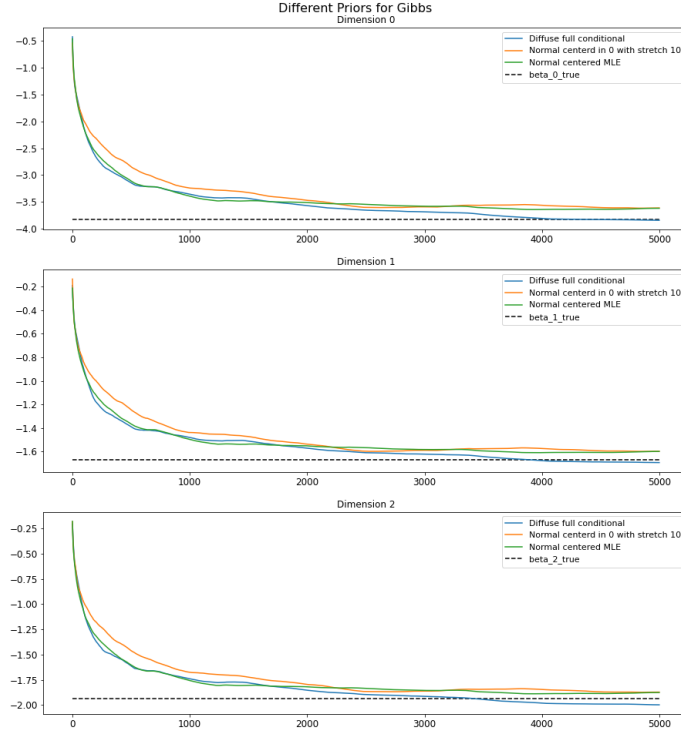 Different Priors for Gibbs
Dimension 0
−0.5
−1.0
−1.5
−2.0
−2.5
−3.0
−3.5
−4.0
Diffuse full conditional
Normal centerd in 0 with stretch 10
Normal centered MLE
beta_0_true
0 1000 2000 3000 4000 5000
Dimension 1
−0.2
−0.4
−0.6
−0.8
−1.0
−1.2
−1.4
−1.6
Diffuse full conditional
Normal centerd in 0 with stretch 10
Normal centered MLE
beta_1_true
0 1000 2000 3000 4000 5000
Dimension 2
−0.25
−0.50
−0.75
−1.00
−1.25
−1.50
−1.75
−2.00
Diffuse full conditional
Normal centerd in 0 with stretch 10
Normal centered MLE
beta_2_true
0 1000 2000 3000 4000 5000